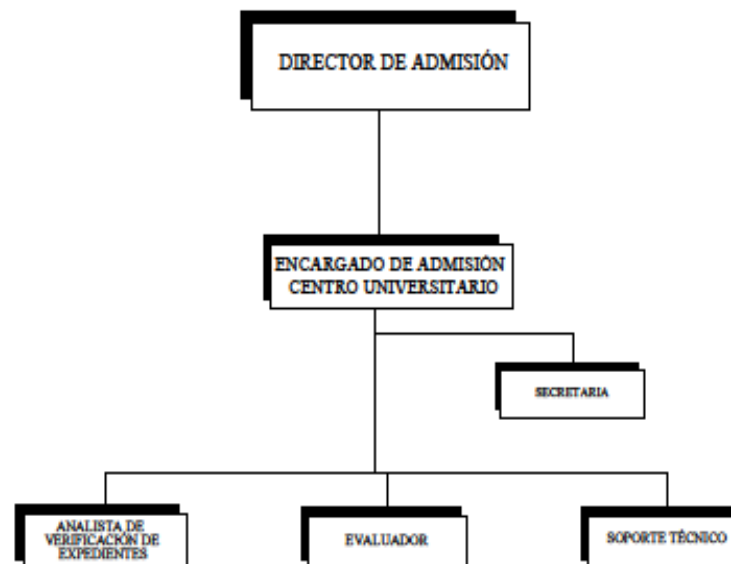 DIRECTOR DE ADMISIÓN
ENCARGADO DE ADMISIÓN
CENTRO UNIVERSITARIO
SECRETARIA
ANALISTA DE
VERIFICACIÓN DE
EXPEDIENTES
EVALUADOR
SOPORTE TÉCNICO